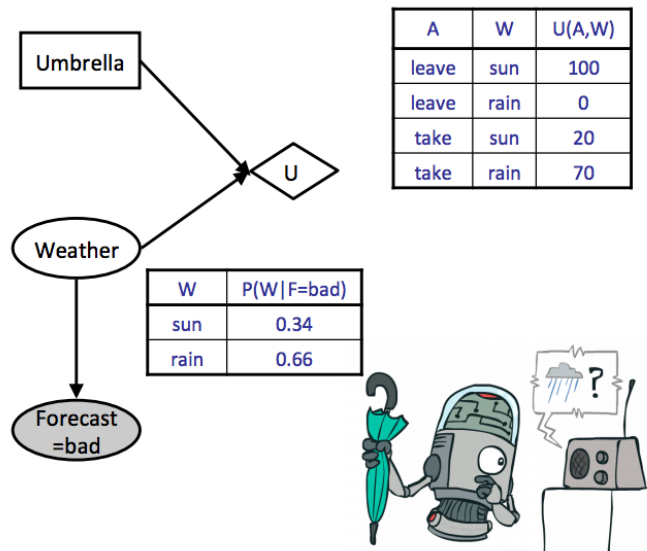 Umbrella
A W U(A,W)
leave sun 100
leave rain 0
take sun 20
take rain 70
U
Weather
W P(W|F=bad)
sun 0.34
rain 0.66
Forecast
=bad
?